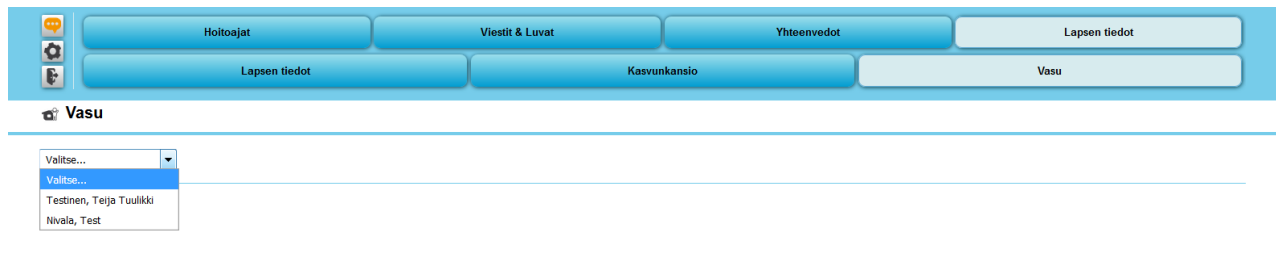 Hoitoajat Viestit & Luvat Yhteenvedot Lapsen tiedot
Lapsen tiedot Kasvunkansio Vasu
Vasu
Valitse...
Valitse...
Testinen, Teija Tuulikki
Nivala, Test